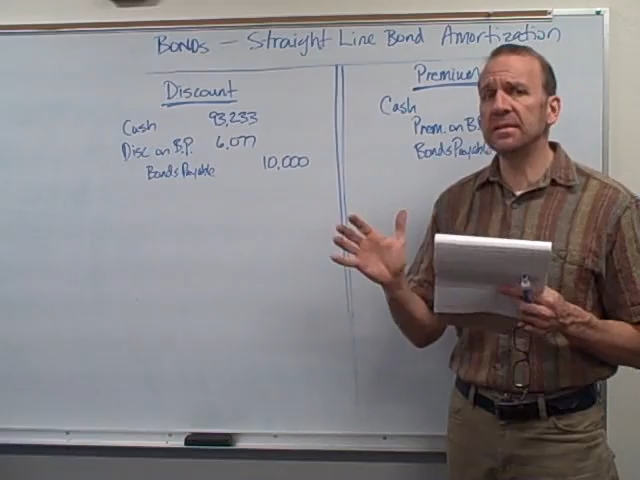 Bonds — Straight Line Bond Amortization
Discount
Cash 93,233
Disc on B.P. 6,077
Bonds Payable 10,000
Premium
Cash
Prem. on B.P.
Bonds Payable